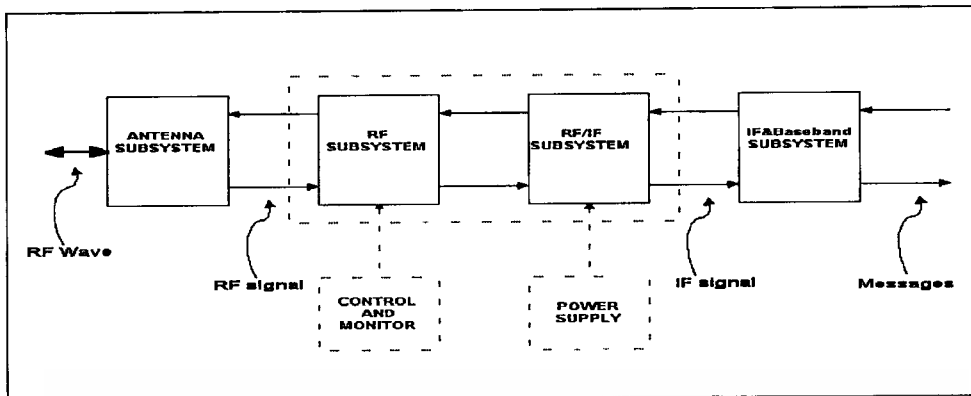 ANTENNA
SUBSYSTEM
RF
SUBSYSTEM
RF/IF
SUBSYSTEM
IF&Baseband
SUBSYSTEM
RF Wave
RF signal
IF signal
Messages
CONTROL
AND
MONITOR
POWER
SUPPLY